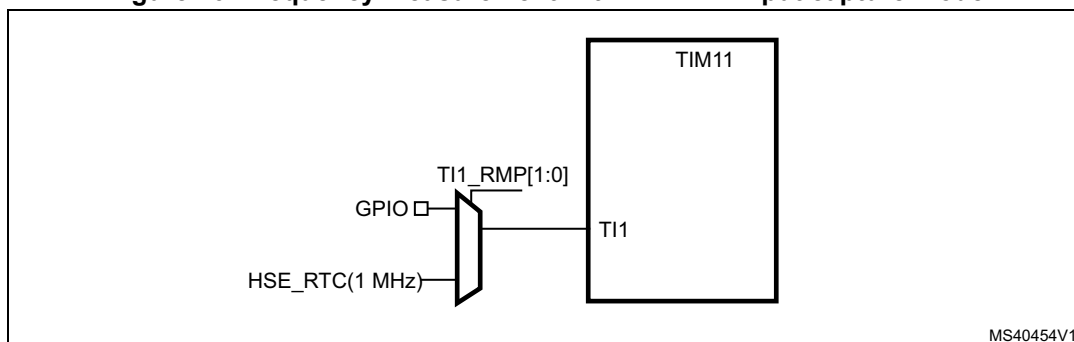 TIM11
TI1_RMP[1:0]
GPIO
TI1
HSE_RTC(1 MHz)
MS40454V1